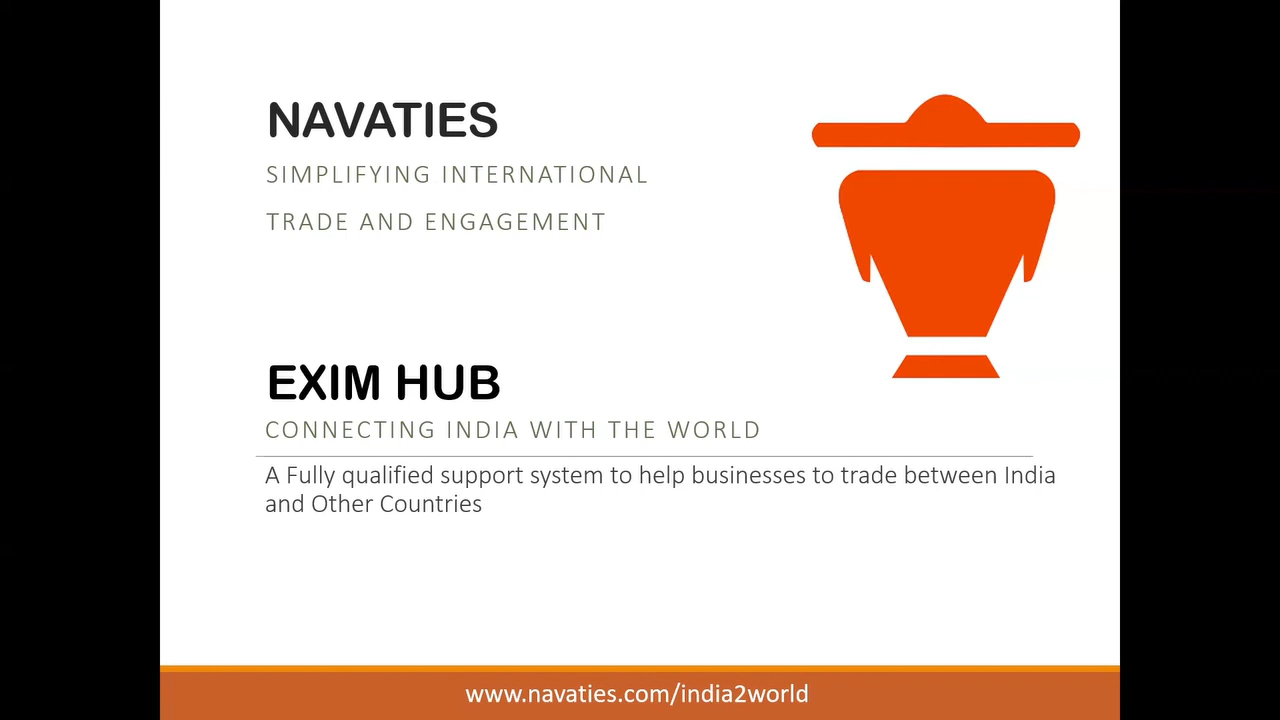 NAVATIES
SIMPLIFYING INTERNATIONAL
TRADE AND ENGAGEMENT
EXIM HUB
CONNECTING INDIA WITH THE WORLD
A Fully qualified support system to help businesses to trade between India
and Other Countries
www.navaties.com/india2world